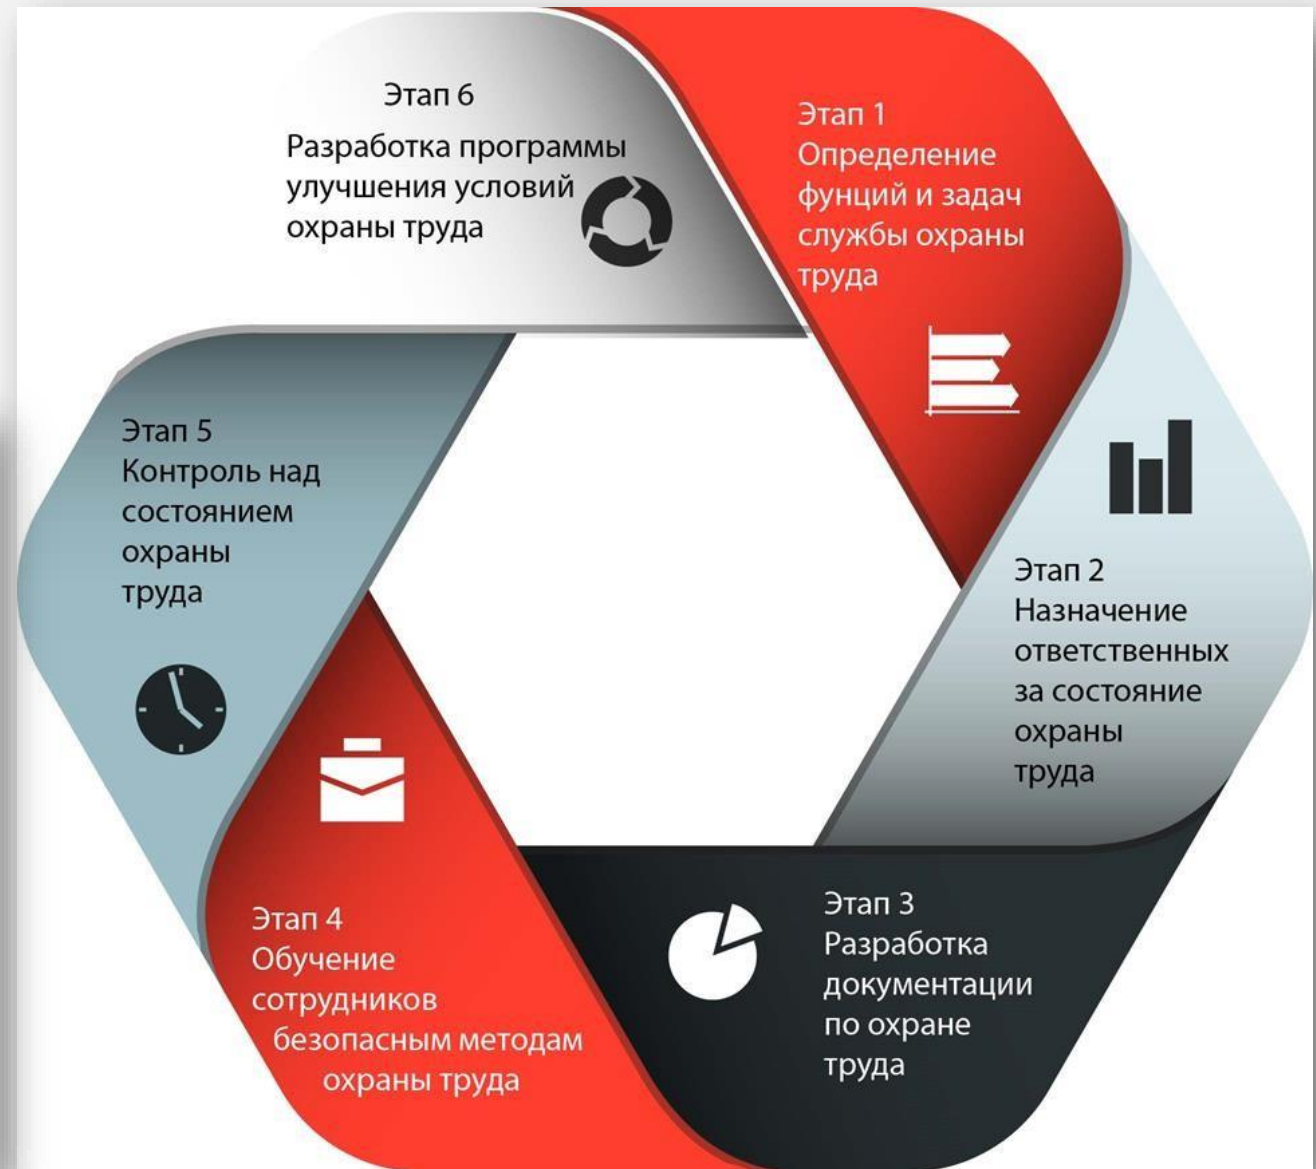 Этап 1
Определение
фунций и задач
службы охраны
труда
Этап 2
Назначение
ответственных
за состояние
охраны
труда
Этап 3
Разработка
документации
по охране
труда
Этап 4
Обучение
сотрудников
безопасным методам
охраны труда
Этап 5
Контроль над
состоянием
охраны
труда
Этап 6
Разработка программы
улучшения условий
охраны труда